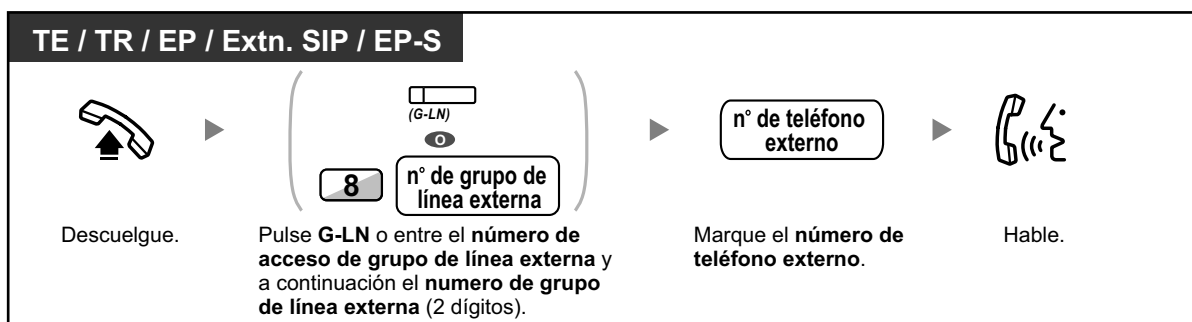 TE / TR / EP / Extn. SIP / EP-S
(G-LN)
O
8
n° de grupo de
línea externa
n° de teléfono
externo
Descuelgue.
Pulse G-LN o entre el número de
acceso de grupo de línea externa y
a continuación el numero de grupo
de línea externa (2 dígitos).
Marque el número de
teléfono externo.
Hable.